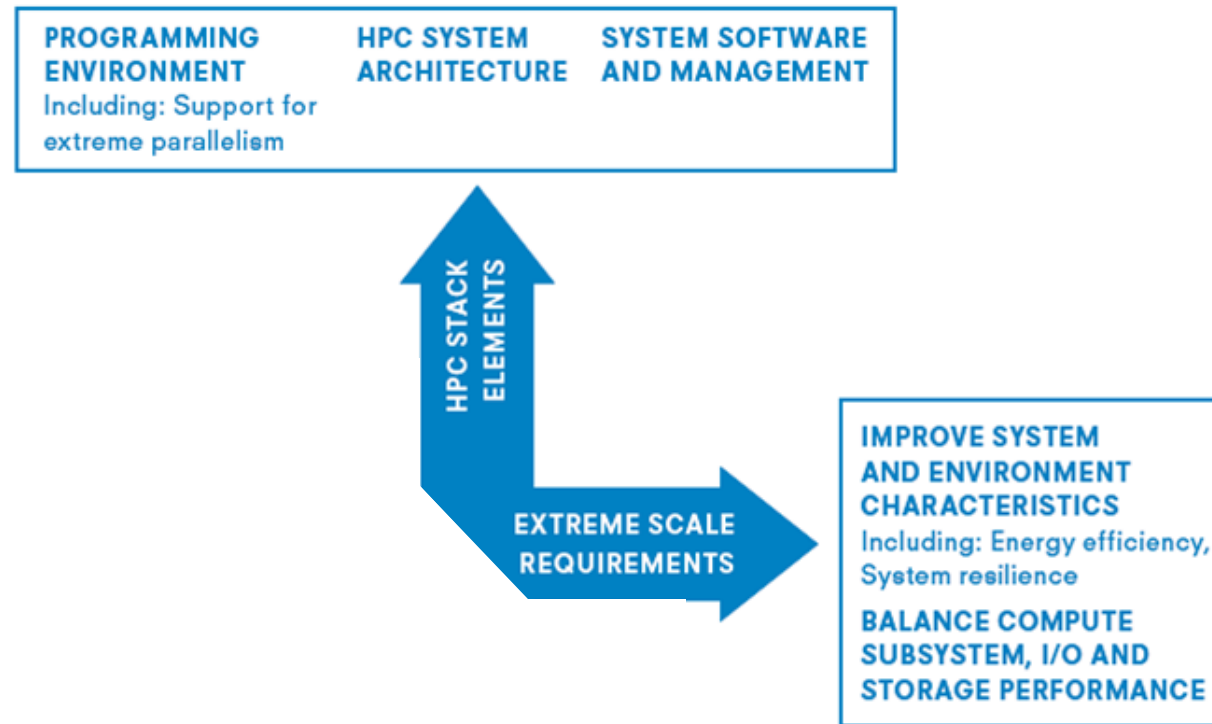 PROGRAMMING
ENVIRONMENT
Including: Support for
extreme parallelism
HPC SYSTEM
ARCHITECTURE
SYSTEM SOFTWARE
AND MANAGEMENT
HPC STACK
ELEMENTS
EXTREME SCALE
REQUIREMENTS
IMPROVE SYSTEM
AND ENVIRONMENT
CHARACTERISTICS
Including: Energy efficiency,
System resilience
BALANCE COMPUTE
SUBSYSTEM, I/O AND
STORAGE PERFORMANCE